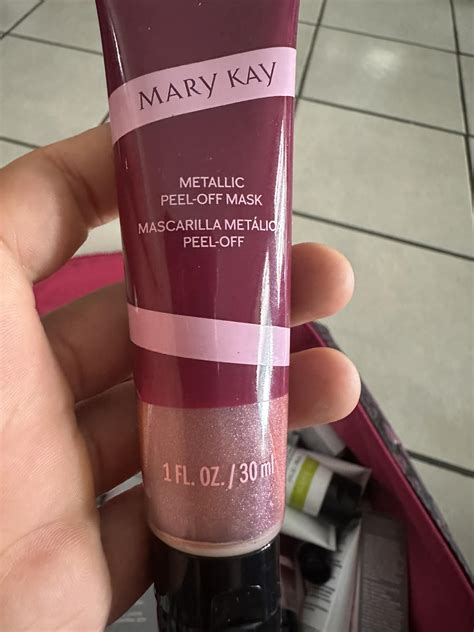 MARY KAY
METALLIC
PEEL-OFF MASK
MASCARILLA METÁLIC
PEEL-OFF
1 FL. OZ. / 30 ml